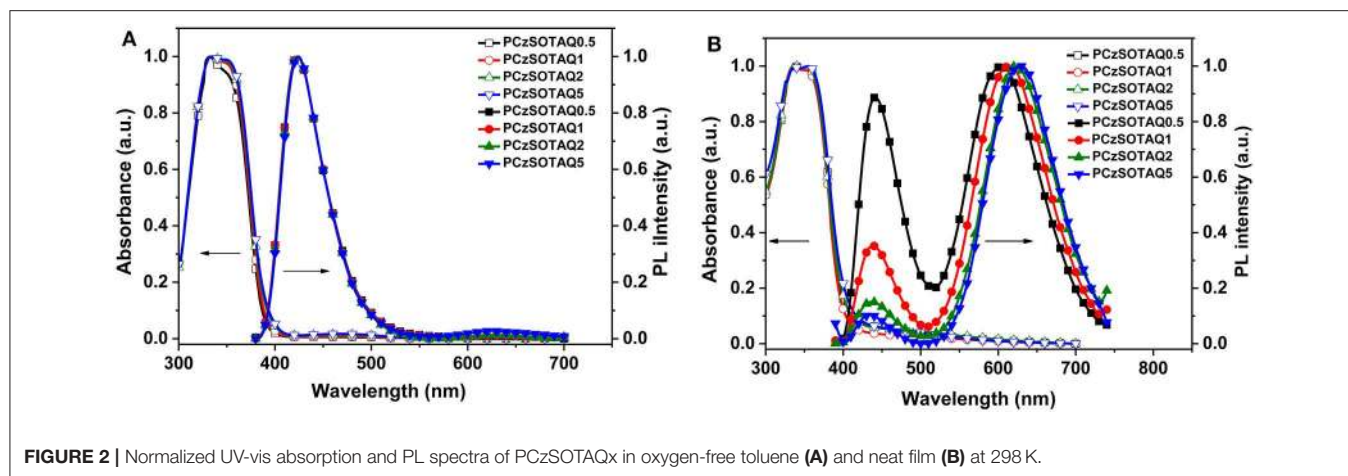 A
Absorbance (a.u.)
1.0
0.8
0.6
0.4
0.2
0.0
300 400 500 600 700
Wavelength (nm)
1.0
0.8
0.6
0.4
0.2
0.0
PL iIntensity (a.u.)
PCzSOTAQ0.5
PCzSOTAQ1
PCzSOTAQ2
PCzSOTAQ5
PCzSOTAQ0.5
PCzSOTAQ1
PCzSOTAQ2
PCzSOTAQ5
B
Absorbance (a.u.)
1.0
0.8
0.6
0.4
0.2
0.0
300 400 500 600 700 800
Wavelength (nm)
1.0
0.8
0.6
0.4
0.2
0.0
PL intensity (a.u.)
PCzSOTAQ0.5
PCzSOTAQ1
PCzSOTAQ2
PCzSOTAQ5
PCzSOTAQ0.5
PCzSOTAQ1
PCzSOTAQ2
PCzSOTAQ5
FIGURE 2 | Normalized UV-vis absorption and PL spectra of PCzSOTAQx in oxygen-free toluene (A) and neat film (B) at 298 K.